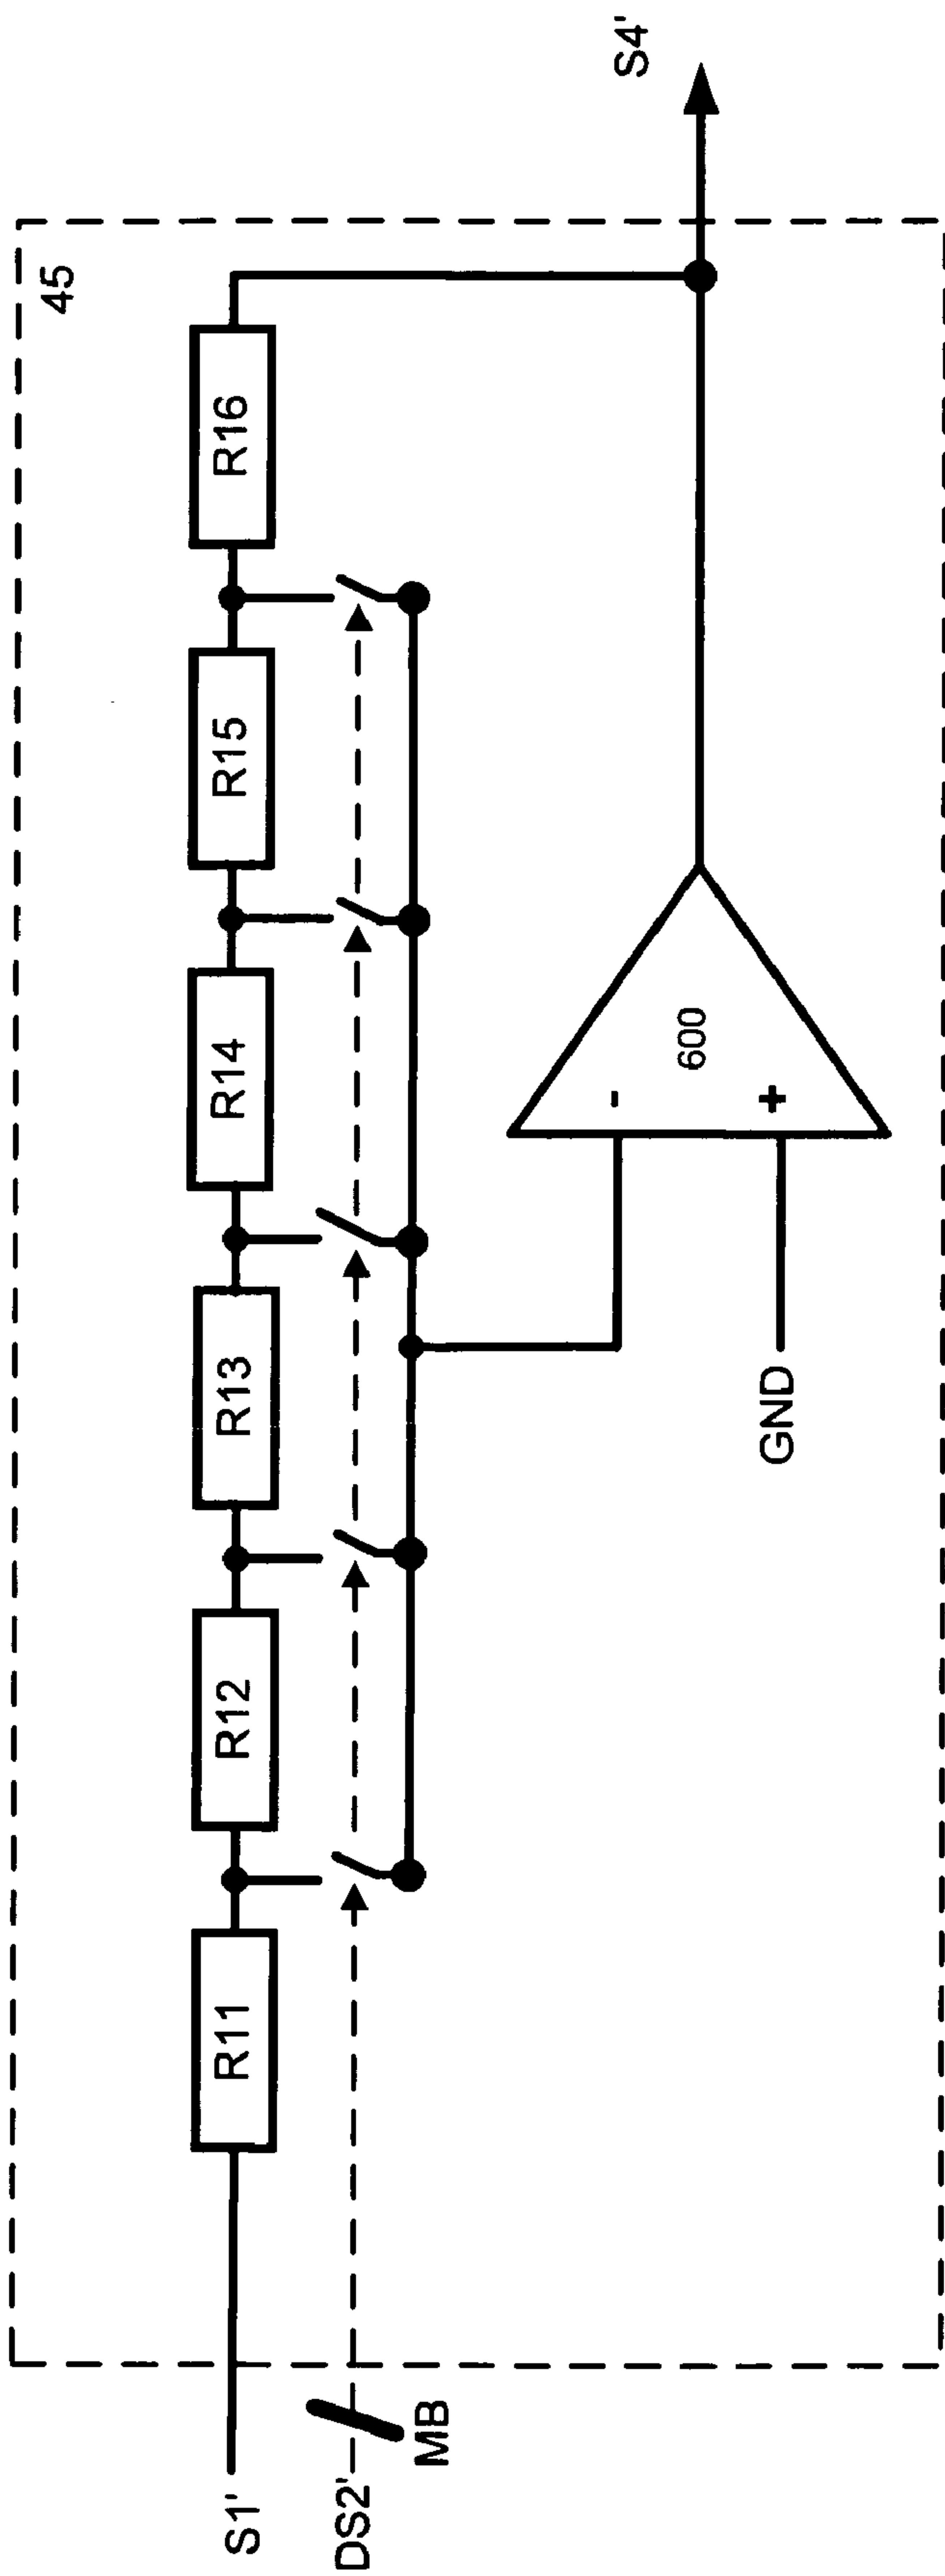 45
S4'
R11
R12
R13
R14
R15
R16
S1'
DS2'
MB
-
+
600
GND